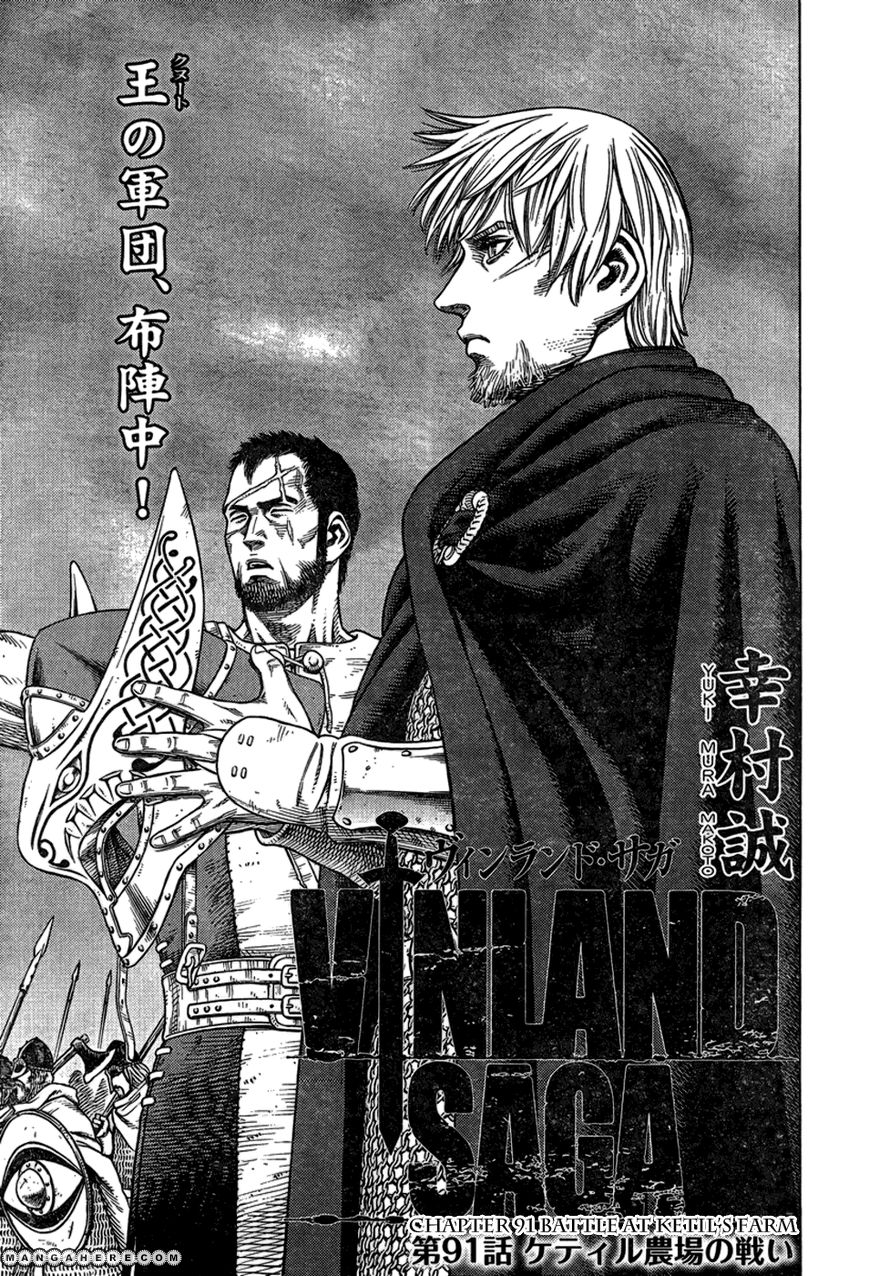 王の軍団、布陣中！
クヌート
幸村誠
YUKI MURA MAKOTO
ヴィンランド・サガ
VINLAND
SAGA
CHAPTER 91 BATTLE AT KETIL'S FARM
第91話 ケティル農場の戦い
MANGAHERE.COM